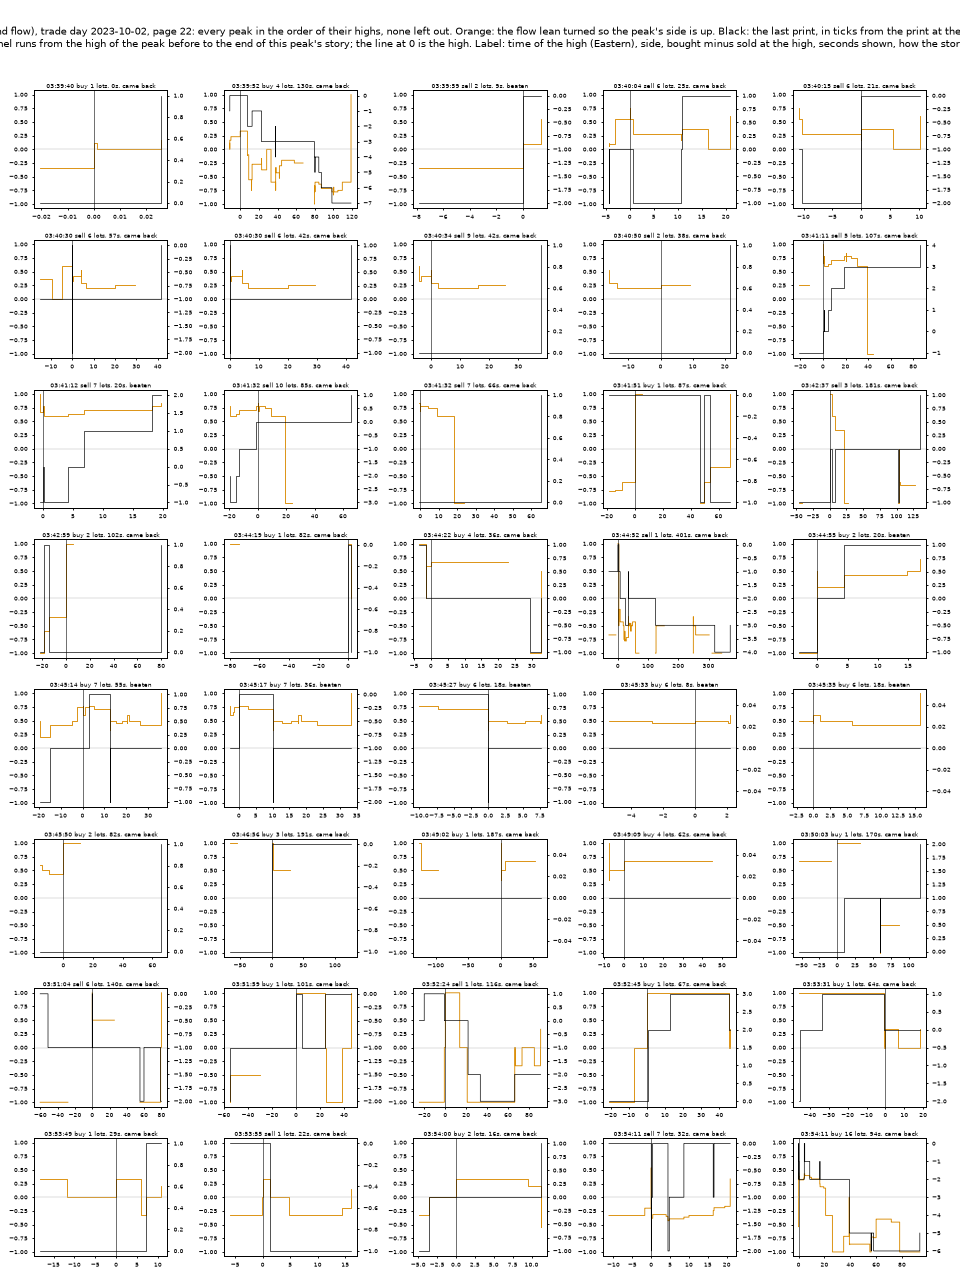 nd flow), trade day 2023-10-02, page 22: every peak in the order of their highs, none left out. Orange: the flow lean turned so the peak's side is up. Black: the last print, in ticks from the print at the
nel runs from the high of the peak before to the end of this peak's story; the line at 0 is the high. Label: time of the high (Eastern), side, bought minus sold at the high, seconds shown, how the stor
03:39:40 buy 1 lots. 0s. came back
03:39:52 buy 4 lots. 130s. came back
03:39:59 sell 2 lots. 9s. beaten
03:40:04 sell 6 lots. 25s. came back
03:40:15 sell 6 lots. 21s. came back
03:40:30 sell 6 lots. 57s. came back
03:40:30 sell 6 lots. 42s. came back
03:40:34 sell 9 lots. 42s. came back
03:40:50 sell 2 lots. 38s. came back
03:41:11 sell 5 lots. 107s. came back
03:41:12 sell 7 lots. 20s. beaten
03:41:32 sell 10 lots. 85s. came back
03:41:32 sell 7 lots. 66s. came back
03:41:51 buy 1 lots. 87s. came back
03:42:37 sell 3 lots. 181s. came back
03:42:59 buy 2 lots. 102s. came back
03:44:19 buy 1 lots. 82s. came back
03:44:22 buy 4 lots. 36s. came back
03:44:52 sell 1 lots. 401s. came back
03:44:55 buy 2 lots. 20s. beaten
03:45:14 buy 7 lots. 55s. beaten
03:45:17 buy 7 lots. 36s. beaten
03:45:27 buy 6 lots. 18s. beaten
03:45:33 buy 6 lots. 8s. beaten
03:45:35 buy 6 lots. 18s. beaten
03:45:50 buy 2 lots. 82s. came back
03:46:56 buy 3 lots. 191s. came back
03:49:02 buy 1 lots. 187s. came back
03:49:09 buy 4 lots. 62s. came back
03:50:03 buy 1 lots. 170s. came back
03:51:04 sell 6 lots. 140s. came back
03:51:59 buy 1 lots. 101s. came back
03:52:24 sell 1 lots. 116s. came back
03:52:45 buy 1 lots. 67s. came back
03:53:31 buy 1 lots. 64s. came back
03:53:49 buy 1 lots. 29s. came back
03:53:59 sell 1 lots. 22s. came back
03:54:00 buy 2 lots. 16s. came back
03:54:11 sell 7 lots. 32s. came back
03:54:11 buy 16 lots. 94s. came back